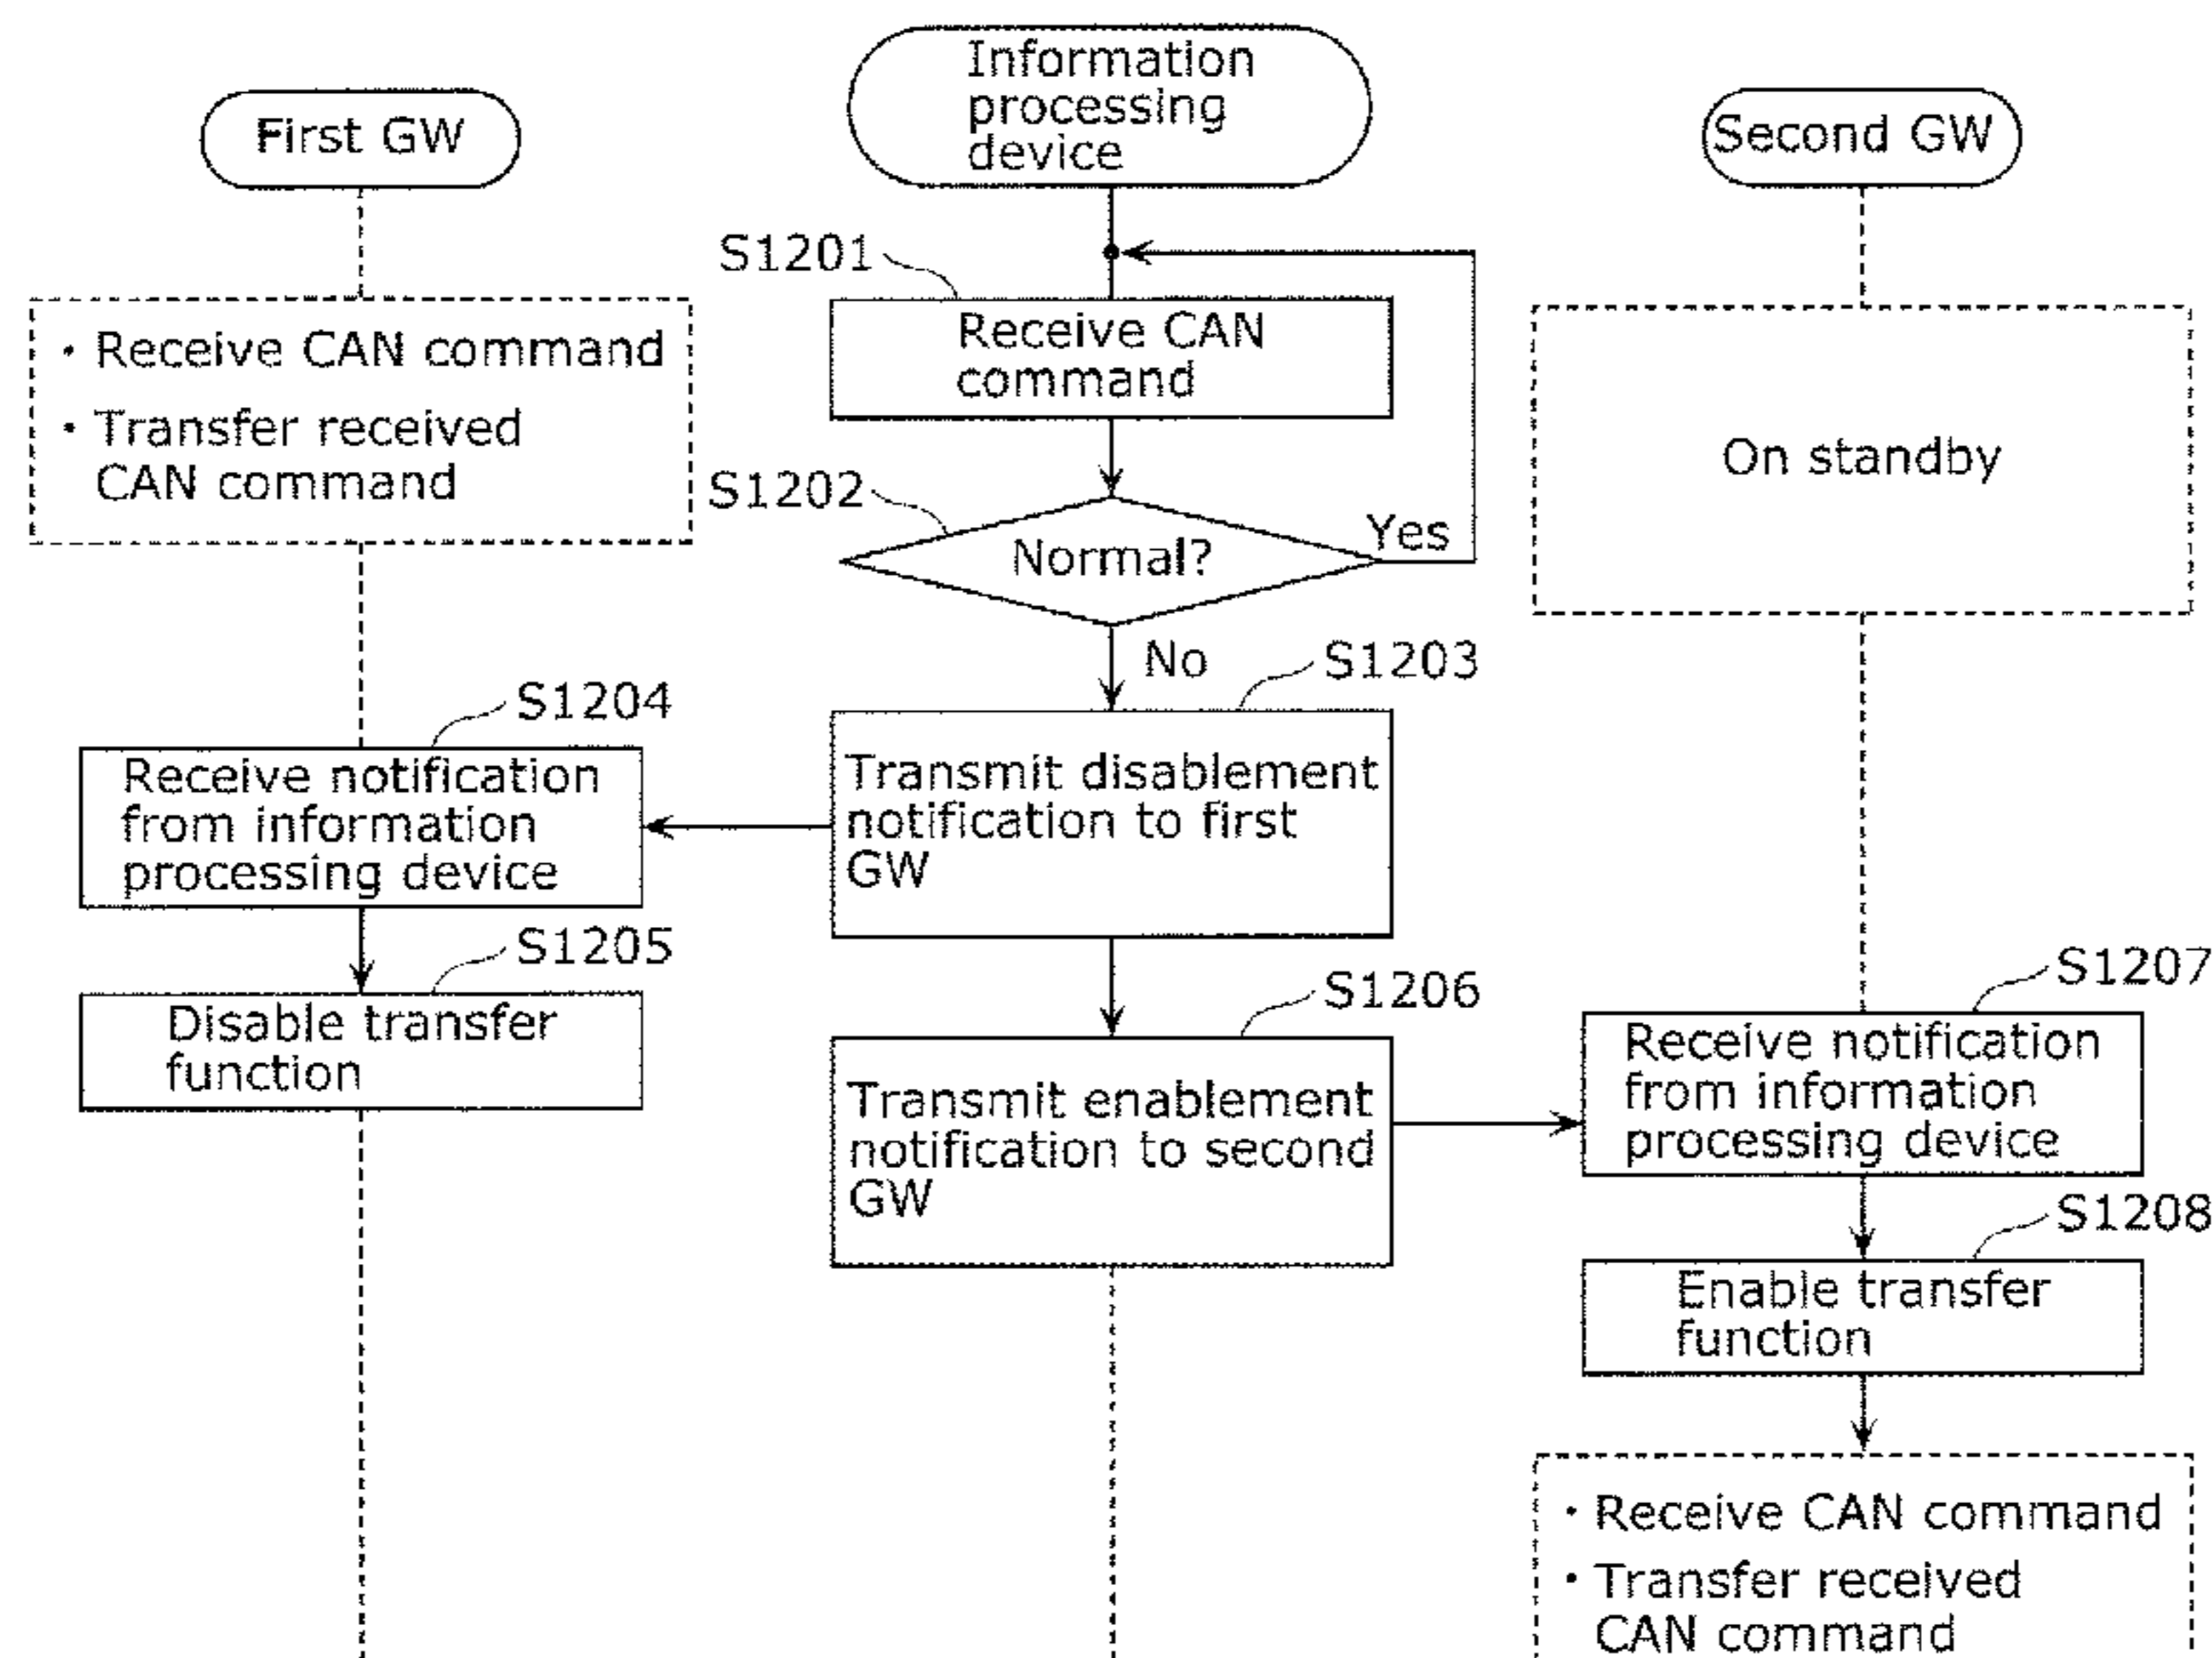 Information
processing
device
First GW
Second GW
S1201
Receive CAN
command
· Receive CAN command
· Transfer received
CAN command
On standby
S1202
Normal?
Yes
No
S1203
S1204
Transmit disablement
notification to first
GW
Receive notification
from information
processing device
S1205
Disable transfer
function
S1206
Transmit enablement
notification to second
GW
S1207
Receive notification
from information
processing device
S1208
Enable transfer
function
· Receive CAN command
· Transfer received
CAN command